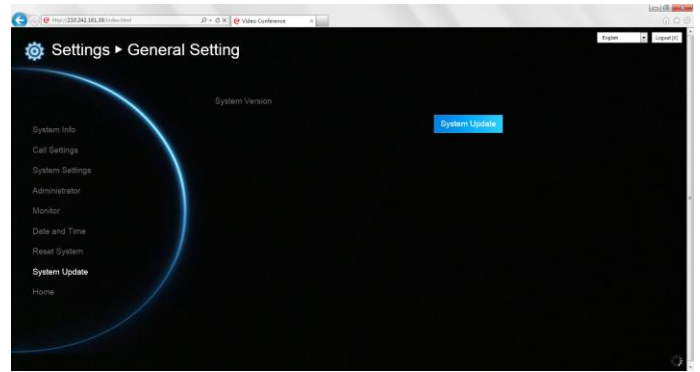 Video Conference
English
Logout [X]
Settings ▸ General Setting
System Version
System Update
System Info
Call Settings
System Settings
Administrator
Monitor
Date and Time
Reset System
System Update
Home